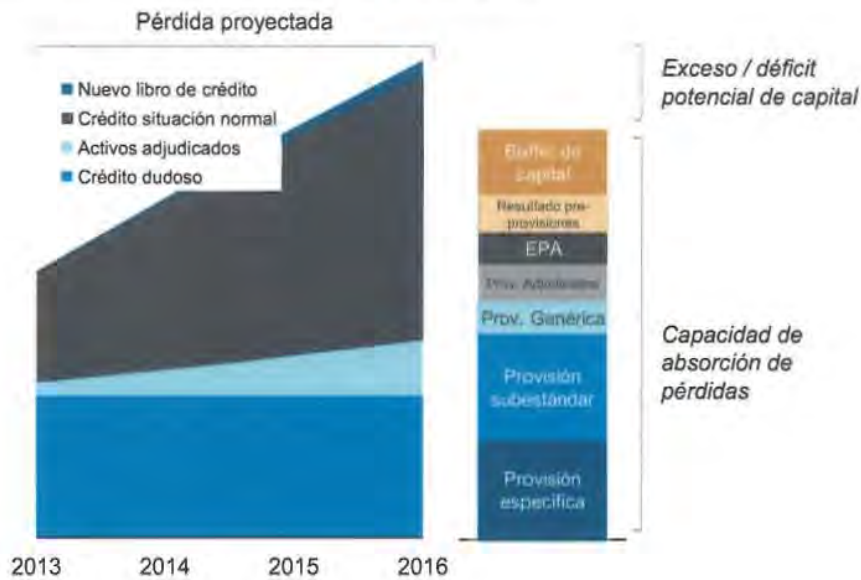 Pérdida proyectada
Nuevo libro de crédito
Crédito situación normal
Activos adjudicados
Crédito dudoso
2013
2014
2015
2016
Buffer de
capital
Resultado pre-
provisiones
EPA
Prov. Adjudicados
Prov. Genérica
Provisión
subestándar
Provisión
específica
Exceso / déficit
potencial de capital
Capacidad de
absorción de
pérdidas